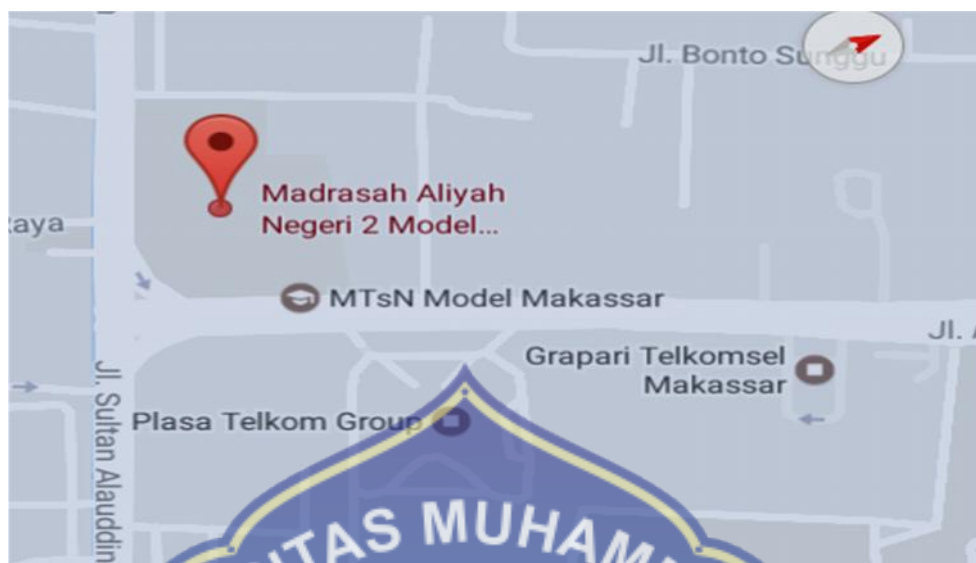 Jl. Bonto Sunggu
Madrasah Aliyah
Negeri 2 Model...
aya
MTsN Model Makassar
Jl. A
Grapari Telkomsel
Makassar
Jl. Sultan Alauddin
Plasa Telkom Group
ITAS MUHAM